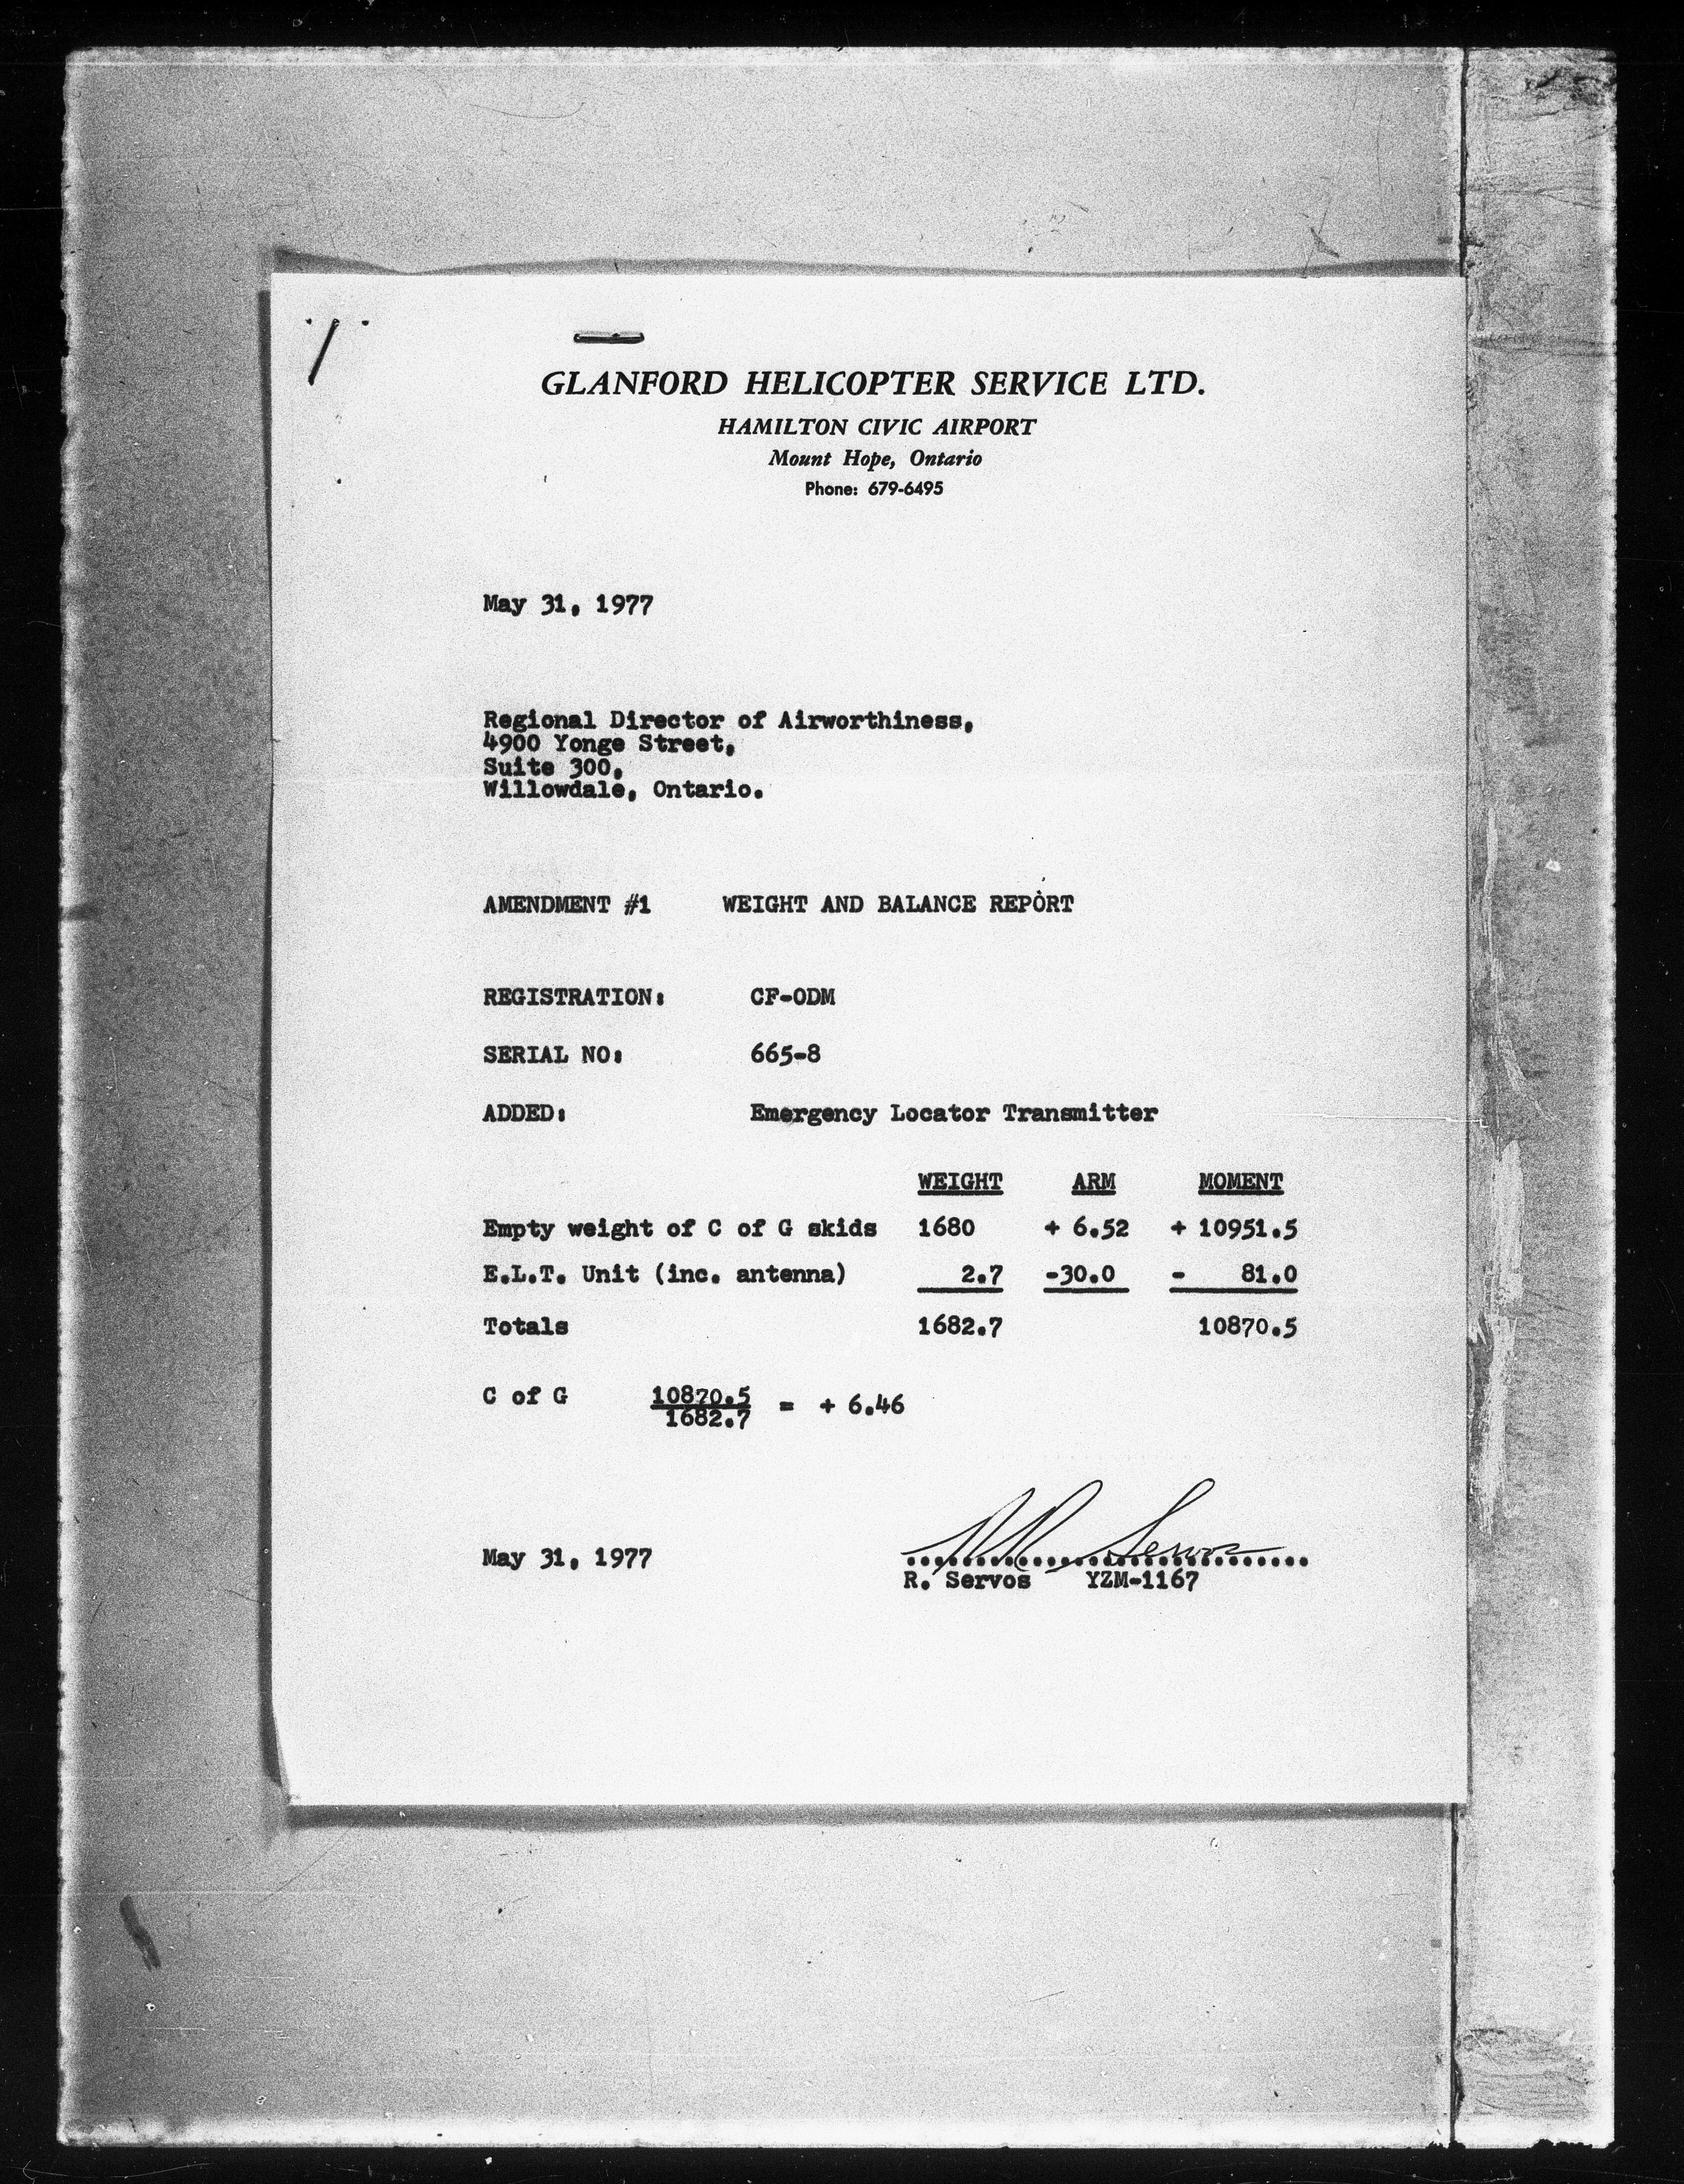 GLANFORD HELICOPTER SERVICE LTD.
HAMILTON CIVIC AIRPORT
Mount Hope, Ontario
Phone: 679-6495
May 31, 1977
Regional Director of Airworthiness,
4900 Yonge Street,
Suite 300,
Willowdale, Ontario.
AMENDMENT #1 WEIGHT AND BALANCE REPORT
REGISTRATION: CF-ODM
SERIAL NO: 665-8
ADDED: Emergency Locator Transmitter
WEIGHT ARM MOMENT
Empty weight of C of G skids 1680 + 6.52 + 10951.5
E.L.T. Unit (inc. antenna) 2.7 -30.0 - 81.0
Totals 1682.7 10870.5
C of G 10870.5 = + 6.46
1682.7
R Servos
May 31, 1977 ..............................
R. Servos YZM-1167